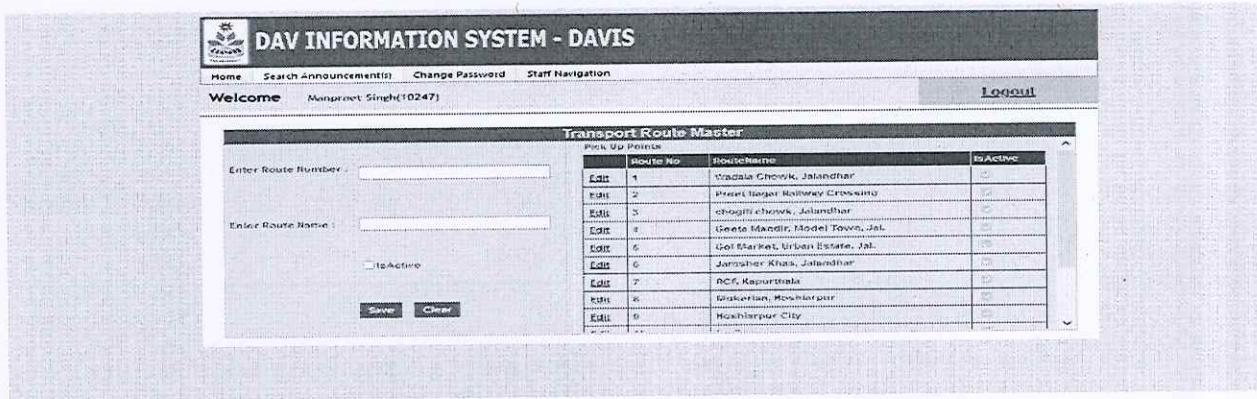 DAV INFORMATION SYSTEM - DAVIS
Home Search Announcement(s) Change Password Staff Navigation
Welcome Manpreet Singh(10247)
Logout
Transport Route Master
Enter Route Number :
Enter Route Name :
IsActive
Save Clear
Pick Up Points
Route No RouteName IsActive
Edit 1 Wadala Chowk, Jalandhar
Edit 2 Preet Nagar Railway Crossing
Edit 3 chogitti chowk, Jalandhar
Edit 4 Geeta Mandir, Model Town, Jal.
Edit 5 Gol Market, Urban Estate, Jal.
Edit 6 Jamsher Khas, Jalandhar
Edit 7 RCF, Kapurthala
Edit 8 Mukerian, Hoshiarpur
Edit 9 Hoshiarpur City